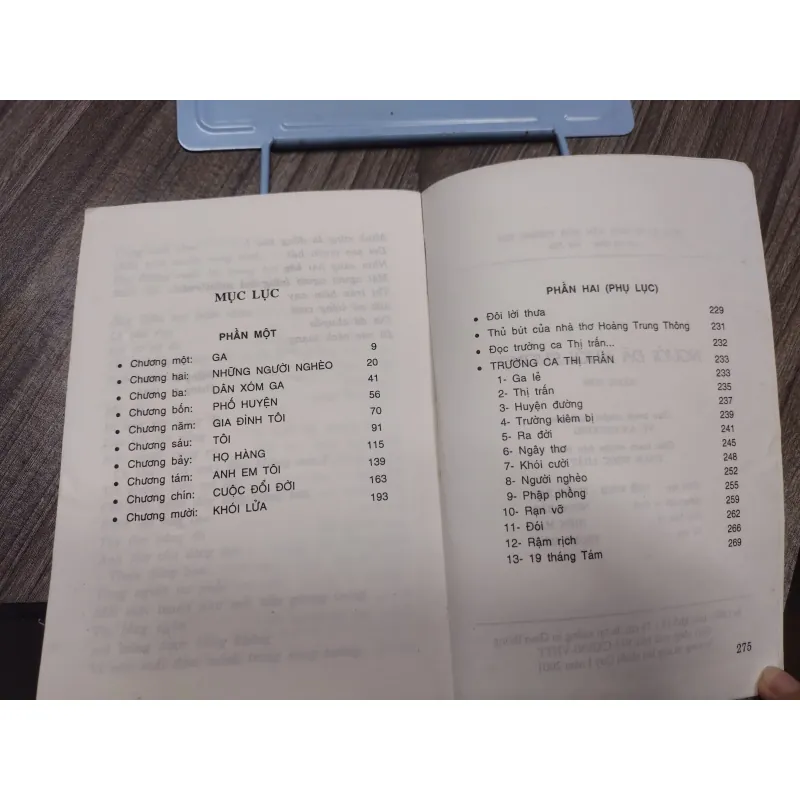 MỤC LỤC
PHẦN MỘT
• Chương một: GA 9
• Chương hai: NHỮNG NGƯỜI NGHÈO 20
• Chương ba: DÂN XÓM GA 41
• Chương bốn: PHỐ HUYỆN 56
• Chương năm: GIA ĐÌNH TÔI 70
• Chương sáu: TÔI 91
• Chương bảy: HỌ HÀNG 115
• Chương tám: ANH EM TÔI 139
• Chương chín: CUỘC ĐỔI ĐỜI 163
• Chương mười: KHÓI LỬA 193
PHẦN HAI (PHỤ LỤC)
• Đôi lời thưa 229
• Thủ bút của nhà thơ Hoàng Trung Thông 231
• Đọc trường ca Thị trấn... 232
• TRƯỜNG CA THỊ TRẤN 233
1- Ga lẻ 233
2- Thị trấn 235
3- Huyện đường 237
4- Trường kiêm bị 239
5- Ra đời 241
6- Ngây thơ 245
7- Khói cười 248
8- Người nghèo 252
9- Phập phồng 255
10- Rạn vỡ 259
11- Đói 262
12- Rậm rịch 266
13- 19 tháng Tám 269
275